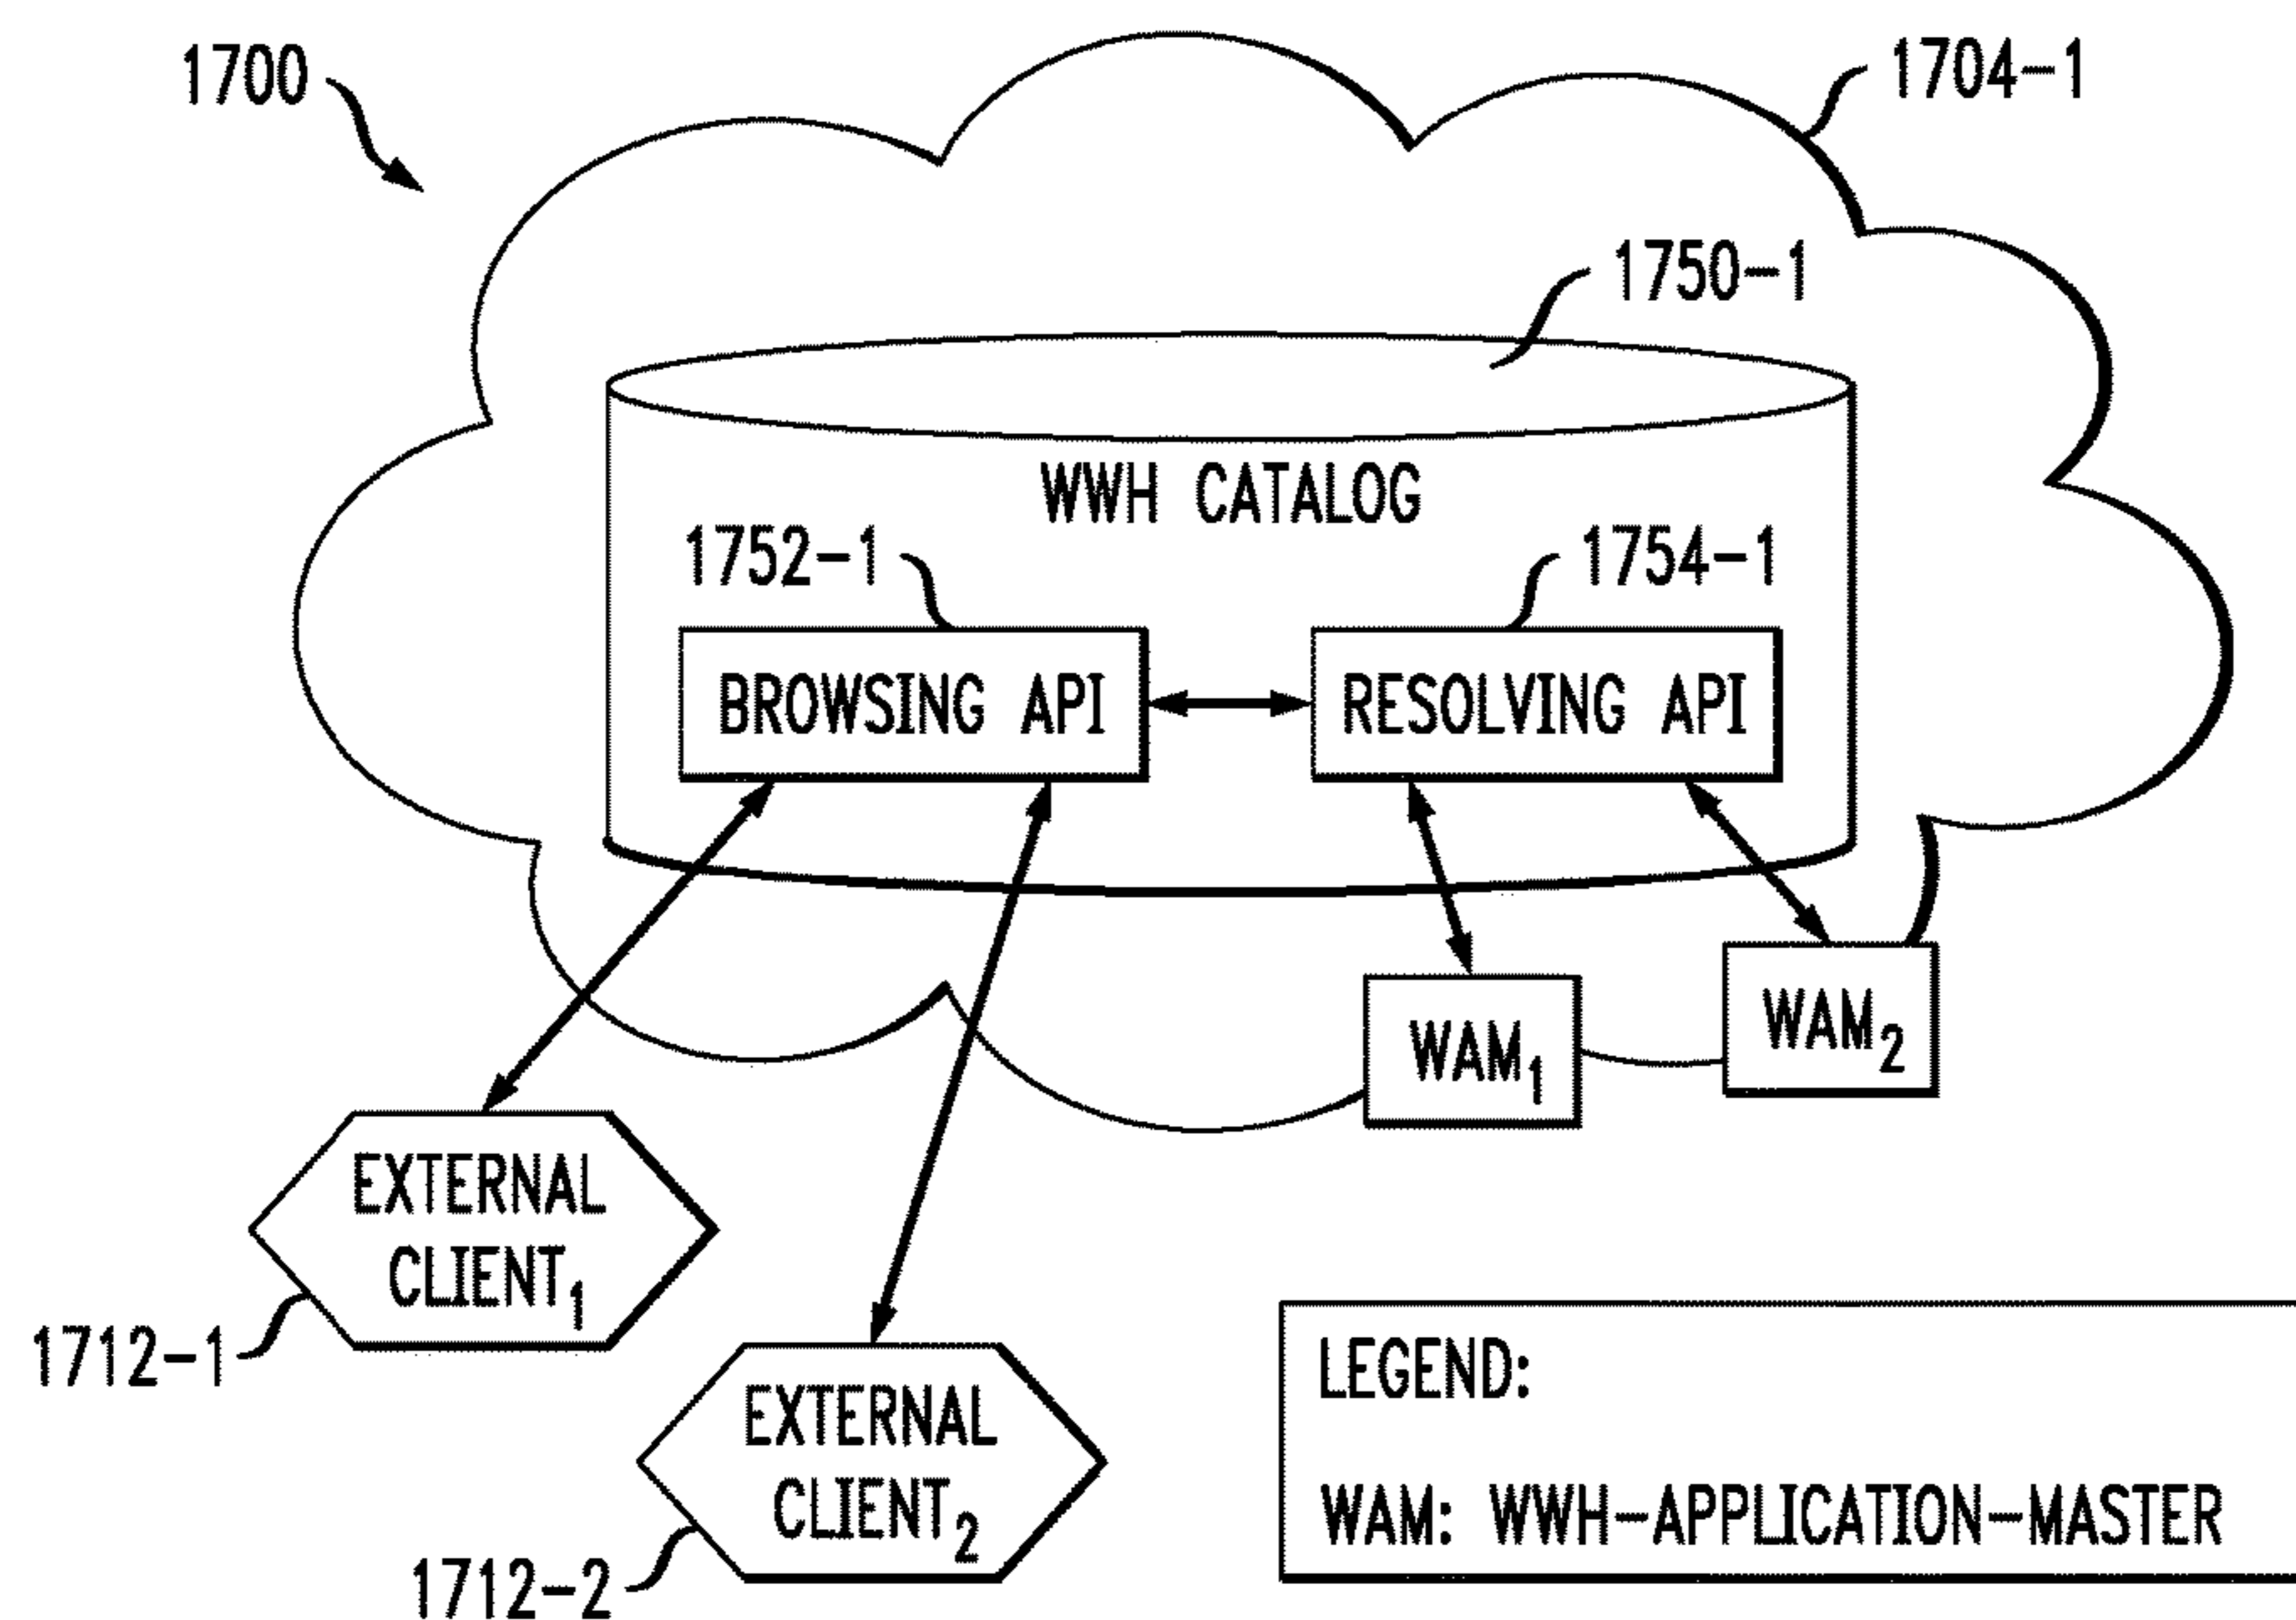 1700
1704-1
1750-1
WWH CATALOG
1752-1
1754-1
BROWSING API
RESOLVING API
WAM1
WAM2
EXTERNAL
CLIENT1
1712-1
EXTERNAL
CLIENT2
1712-2
LEGEND:
WAM: WWH-APPLICATION-MASTER